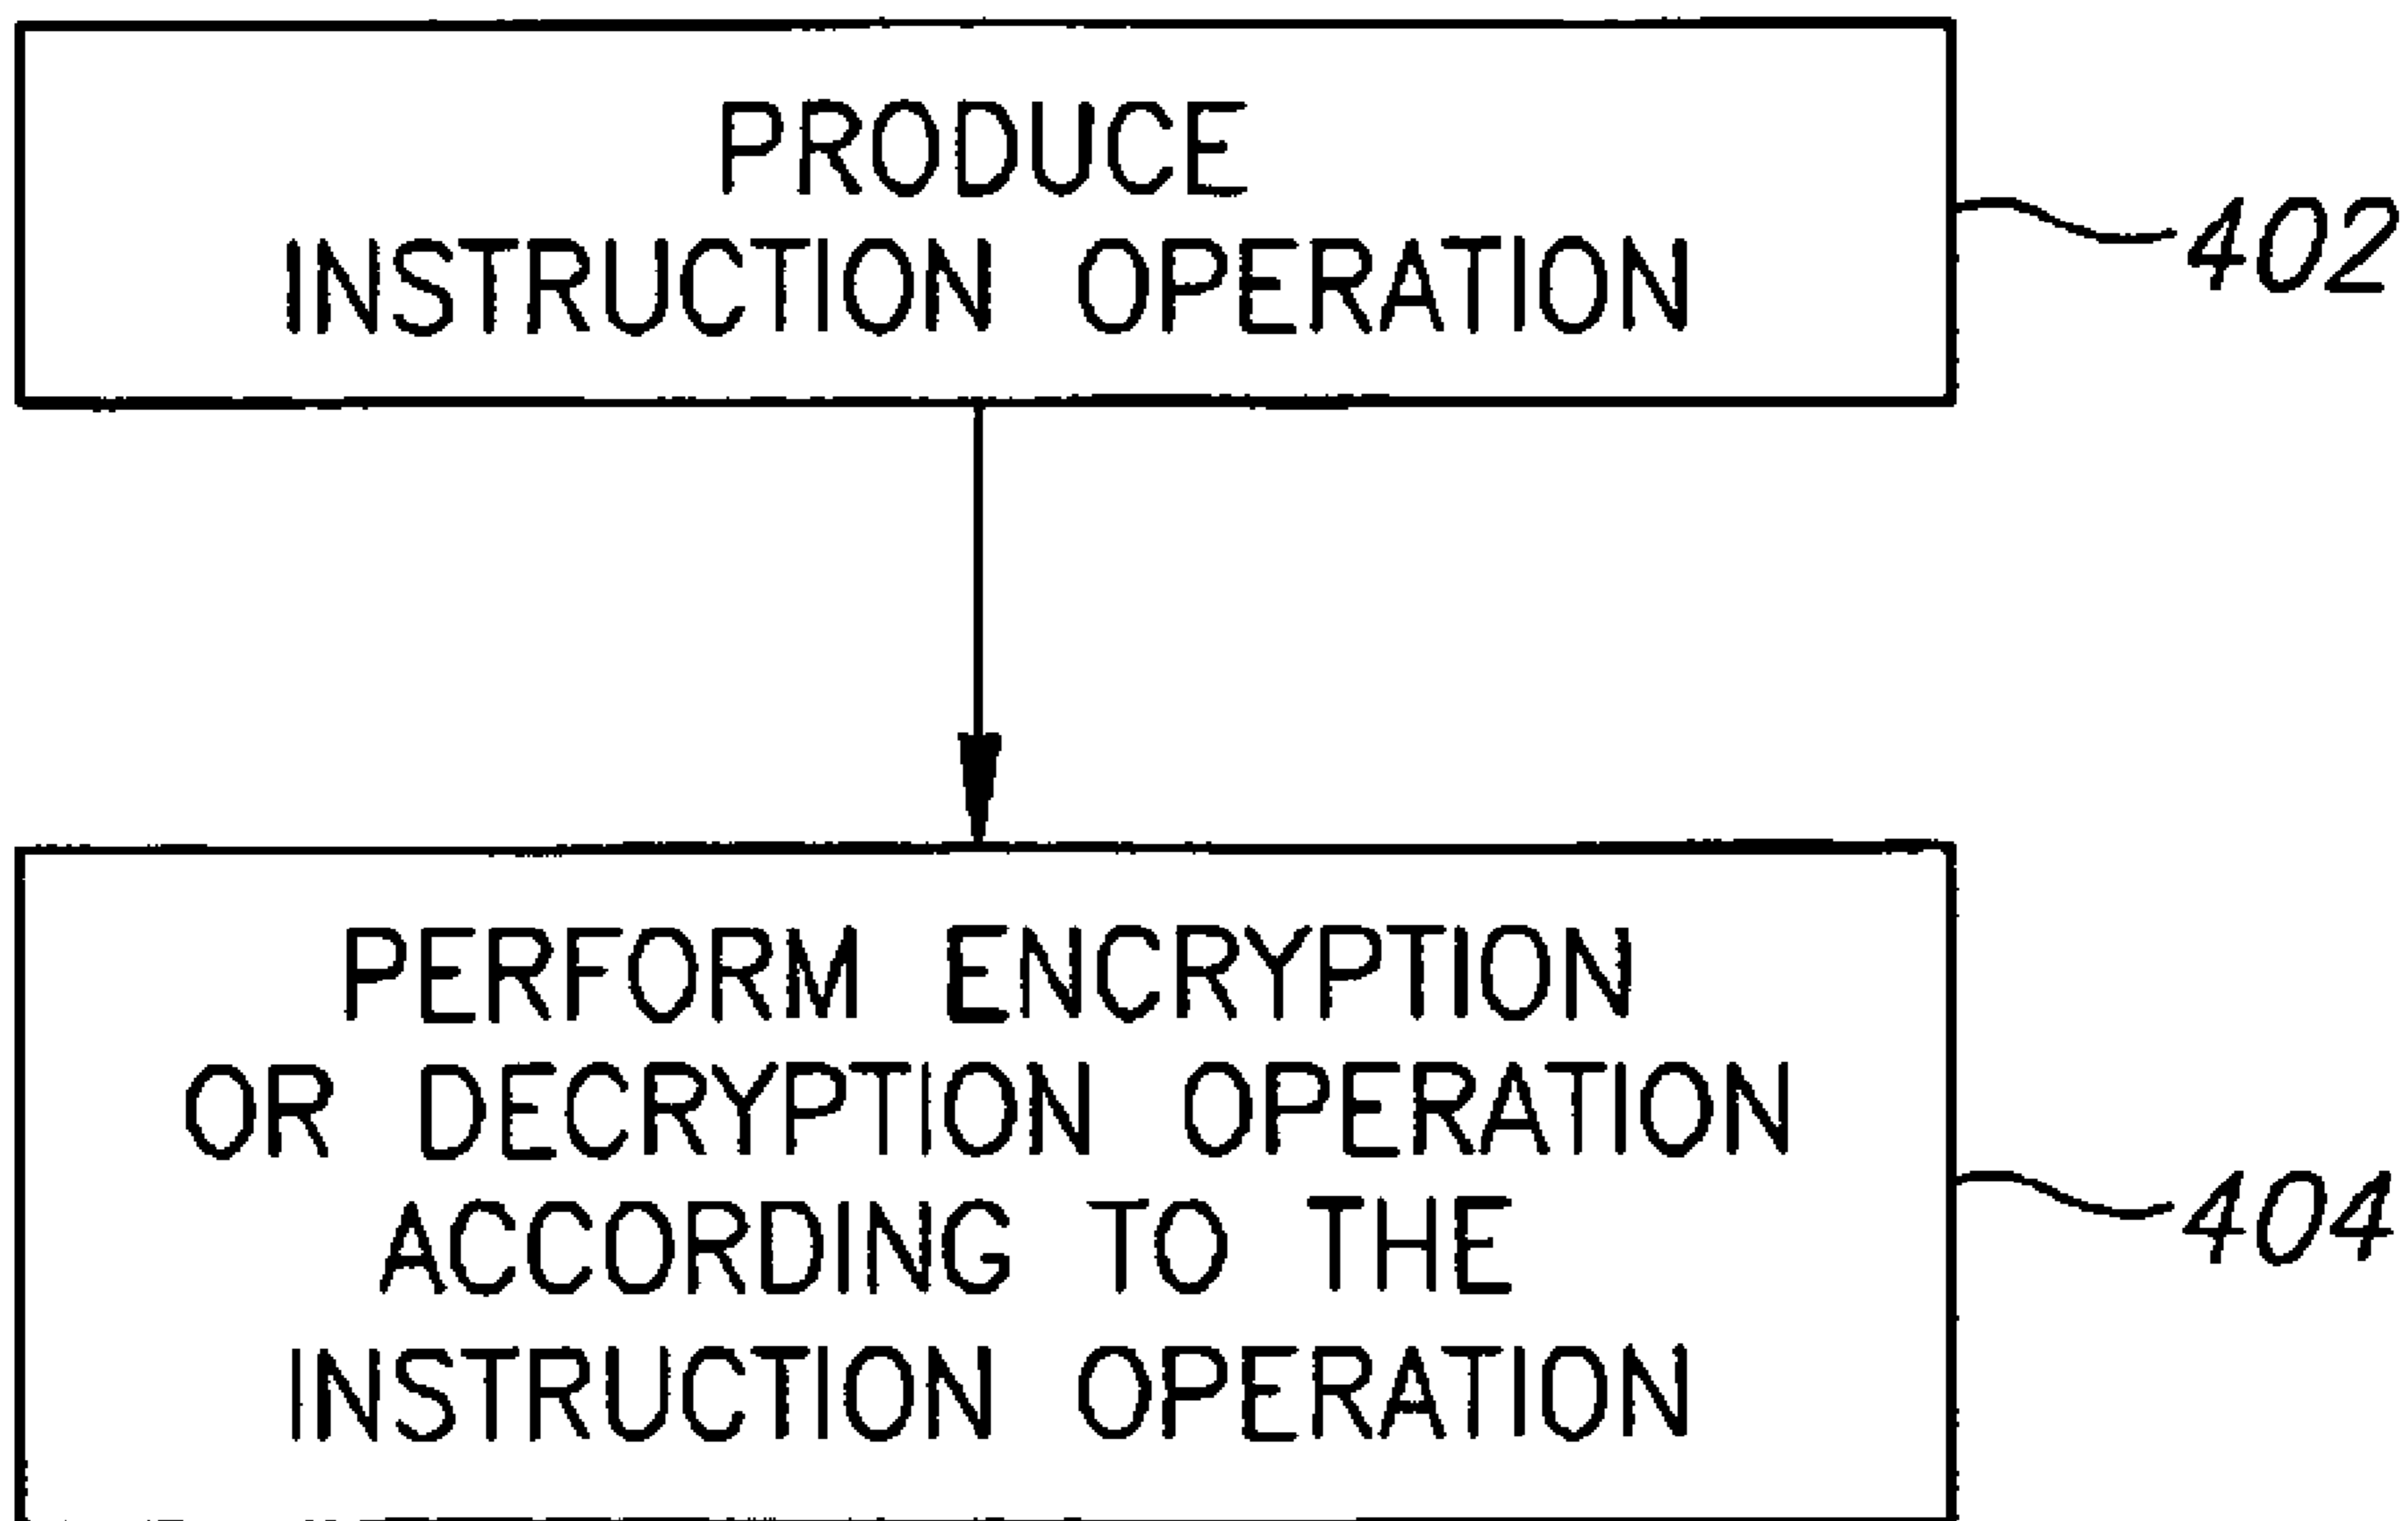 PRODUCE
INSTRUCTION OPERATION
402
PERFORM ENCRYPTION
OR DECRYPTION OPERATION
ACCORDING TO THE
INSTRUCTION OPERATION
404